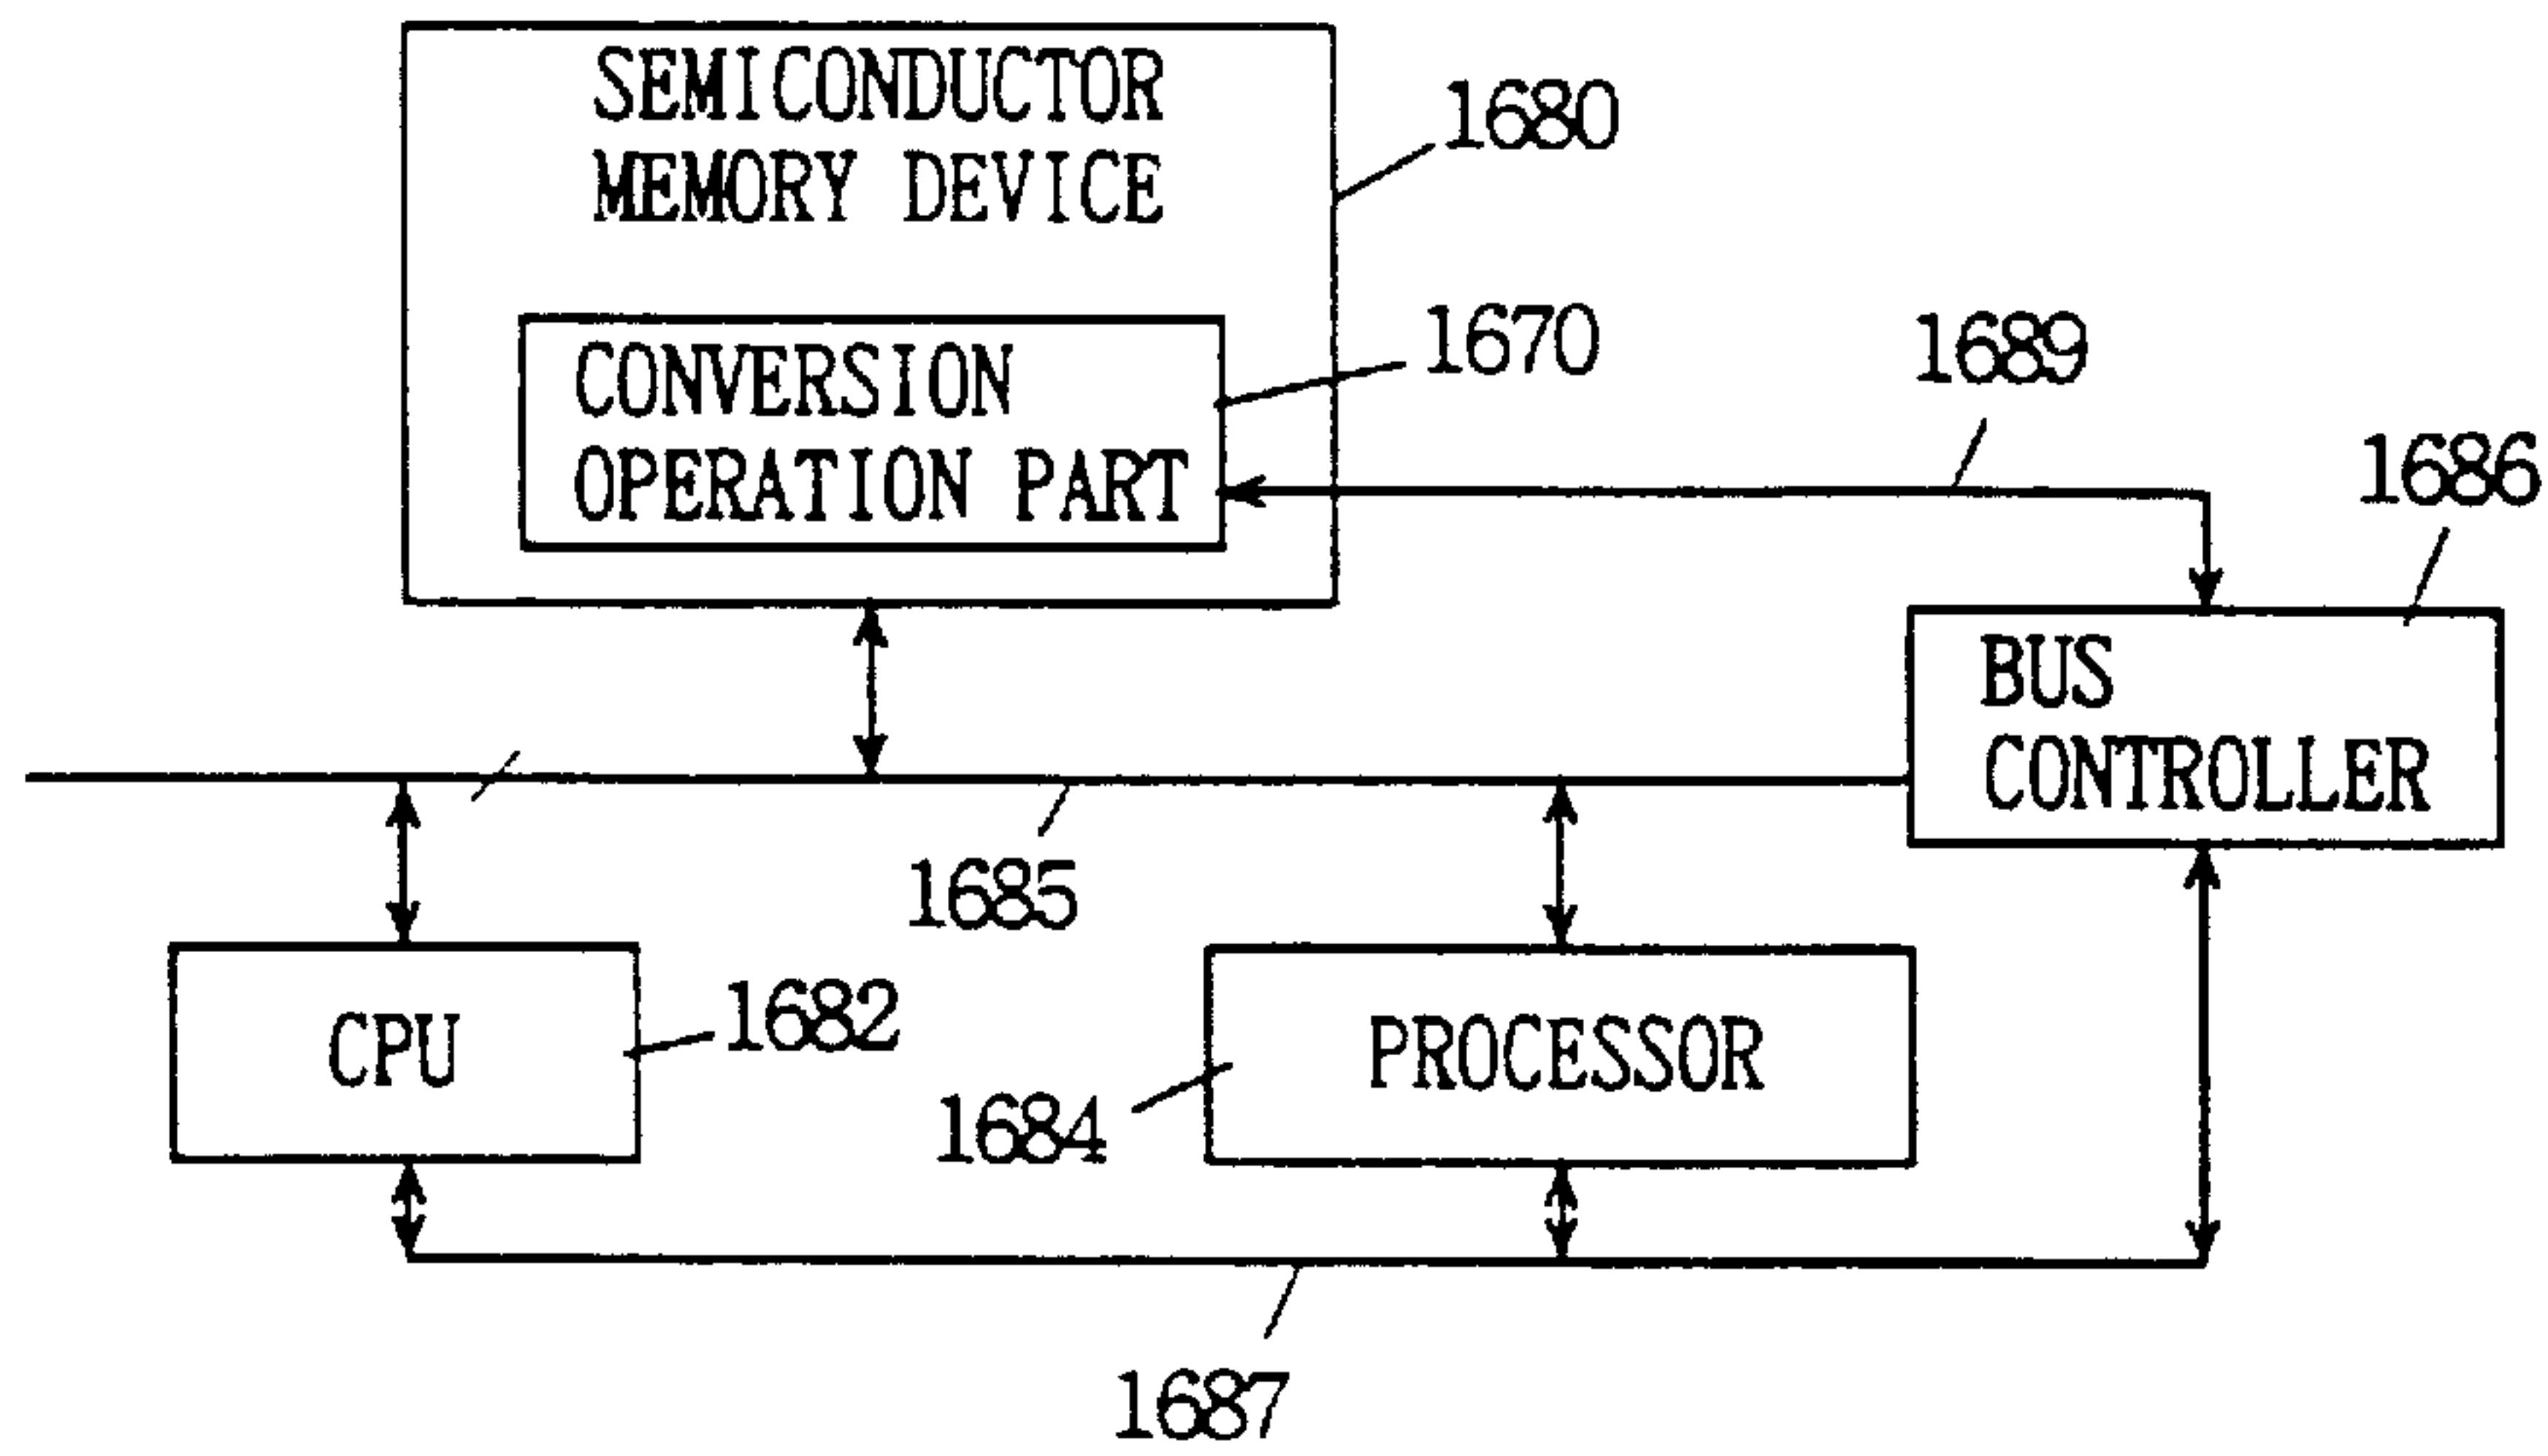 SEMICONDUCTOR
MEMORY DEVICE
1680
CONVERSION
OPERATION PART
1670
1689
1686
BUS
CONTROLLER
1685
CPU
1682
PROCESSOR
1684
1687